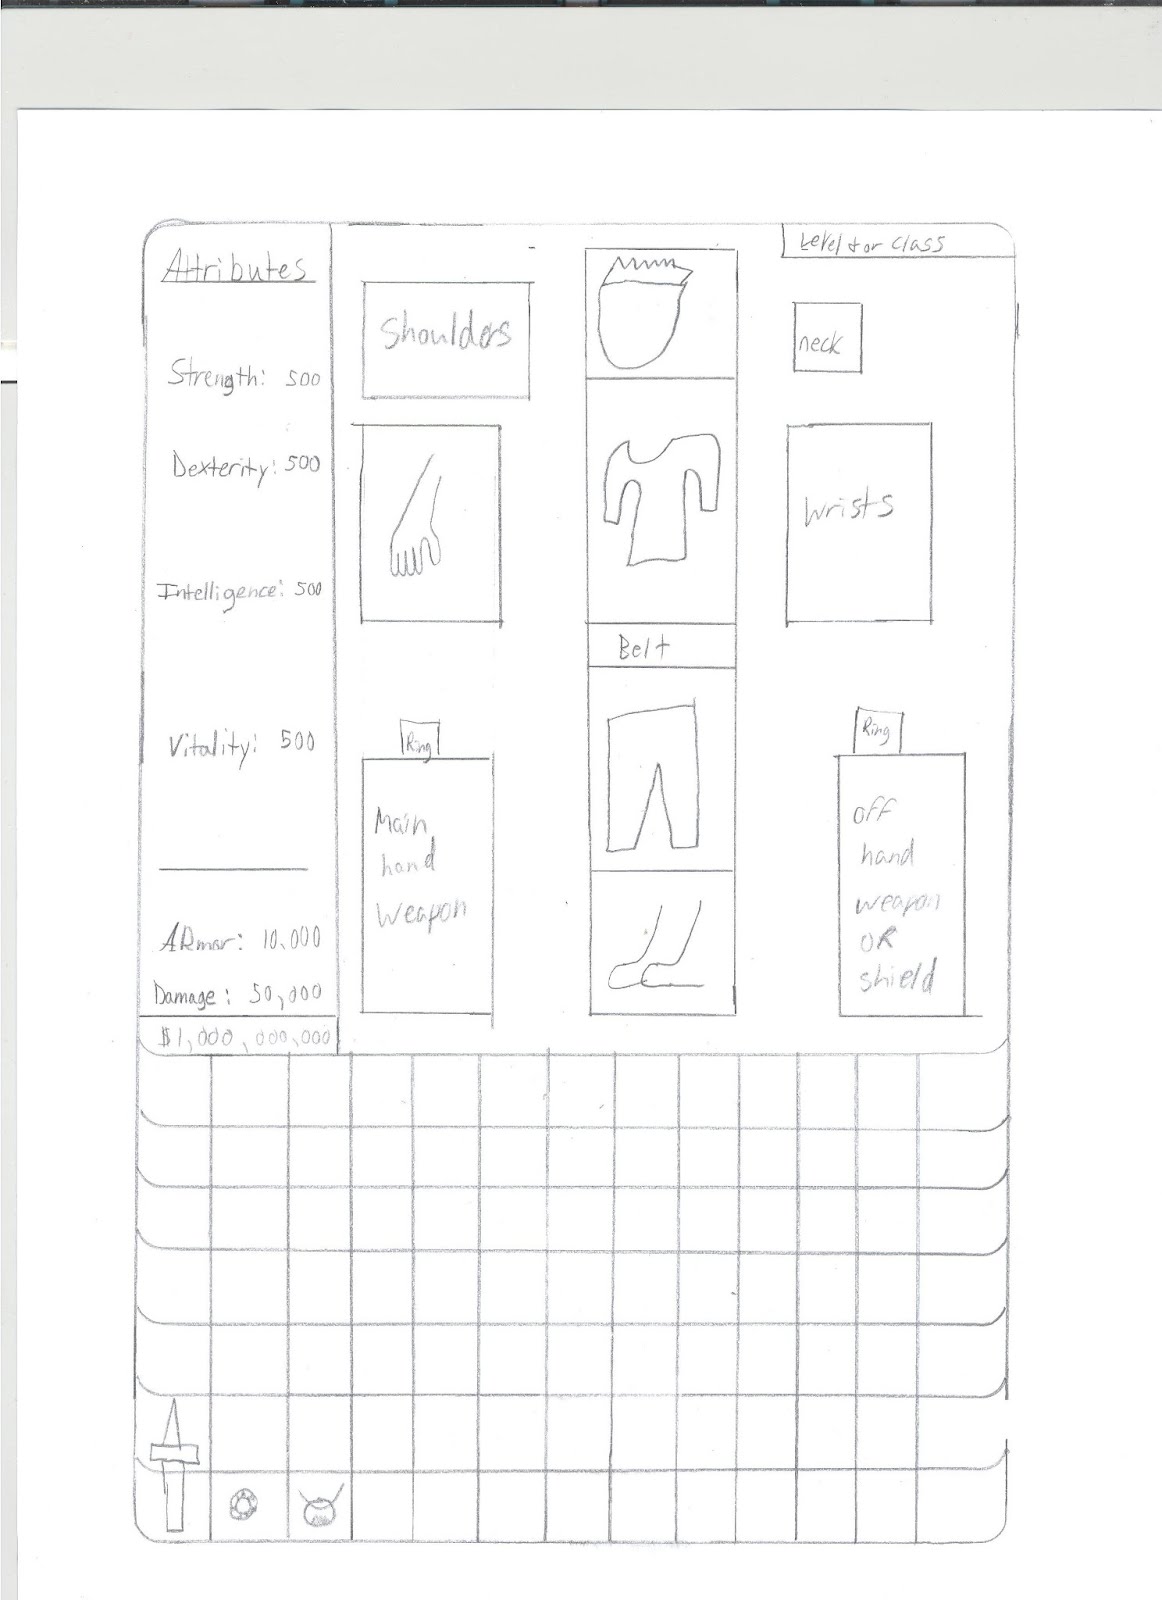 Attributes
Strength: 500
Dexterity: 500
Intelligence: 500
Vitality: 500
ARmor: 10,000
Damage: 50,000
$1,000,000,000
Level & or class
Shoulders
neck
wrists
Belt
Ring
Main
hand
weapon
Ring
off
hand
weapon
OR
shield